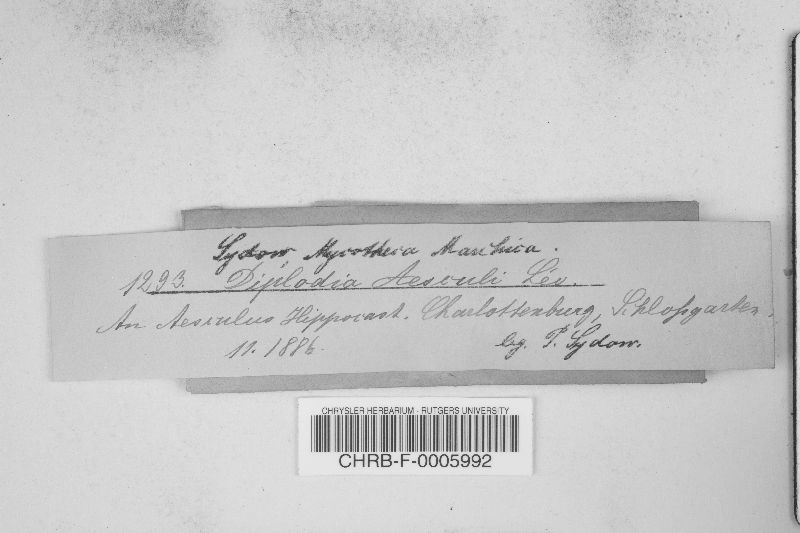 Sydow Mycotheca Marchica.
1293. Diplodia Aesculi Lév.
An Aesculus Hippocast. Charlottenburg, Schloßgarten.
11. 1886.
leg. P. Sydow.
CHRYSLER HERBARIUM - RUTGERS UNIVERSITY
CHRB-F-0005992